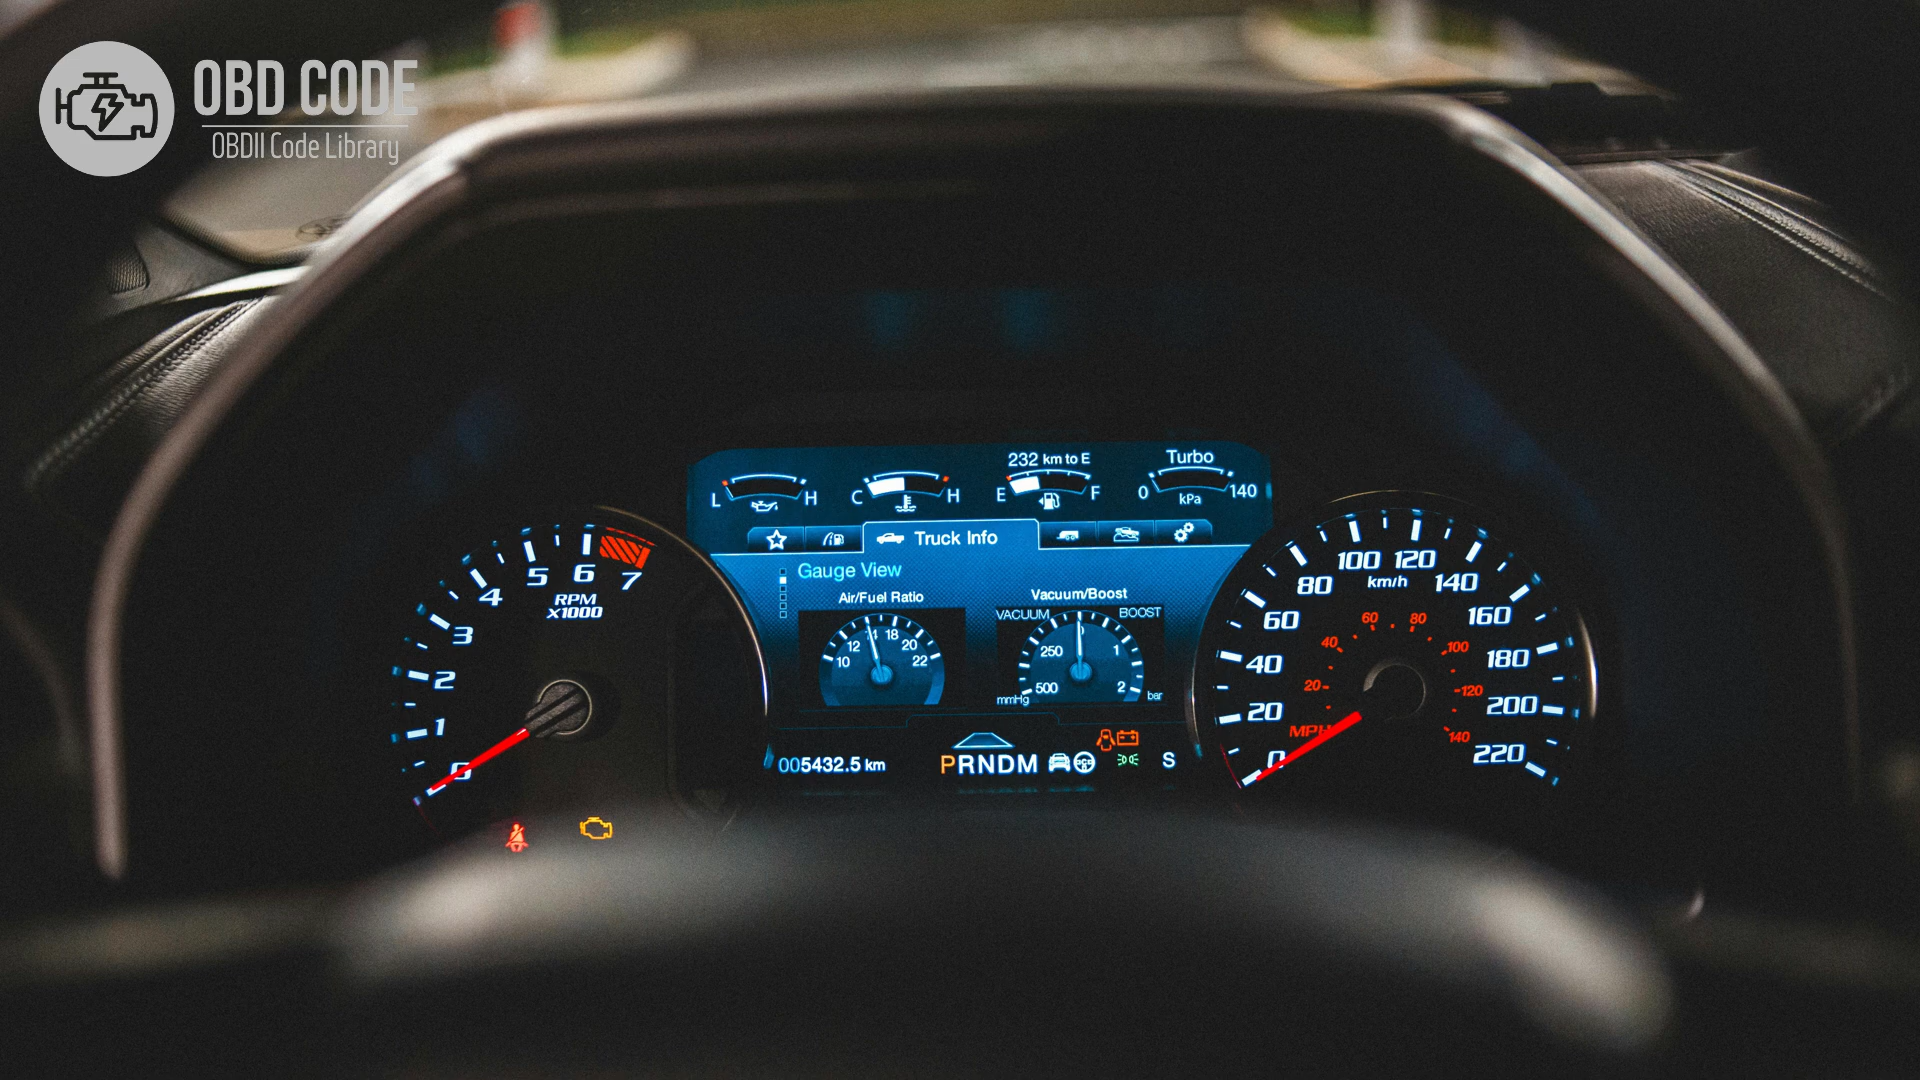 OBD CODE
OBDII Code Library
232 km to E
Turbo
L H
C H
E F
0 140
kPa
Truck Info
Gauge View
Air/Fuel Ratio
Vacuum/Boost
VACUUM BOOST
10 12 14 18 20 22
500 250 0 1 2
mmHg bar
0 1 2 3 4 5 6 7
RPM
X1000
0 20 40 60 80 100 120 140 160 180 200 220
km/h
20 40 60 80 100 120 140
MPH
005432.5 km
PRNDM
S